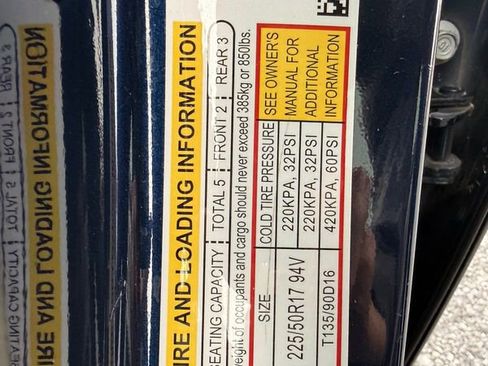 IRE AND LOADING INFORMATION
SEATING CAPACITY TOTAL 5 FRONT 2 REAR 3
weight of occupants and cargo should never exceed 385kg or 850lbs.
SIZE COLD TIRE PRESSURE SEE OWNER'S
225/50R17 94V 220KPA, 32PSI MANUAL FOR
220KPA, 32PSI ADDITIONAL
T135/90D16 420KPA, 60PSI INFORMATION